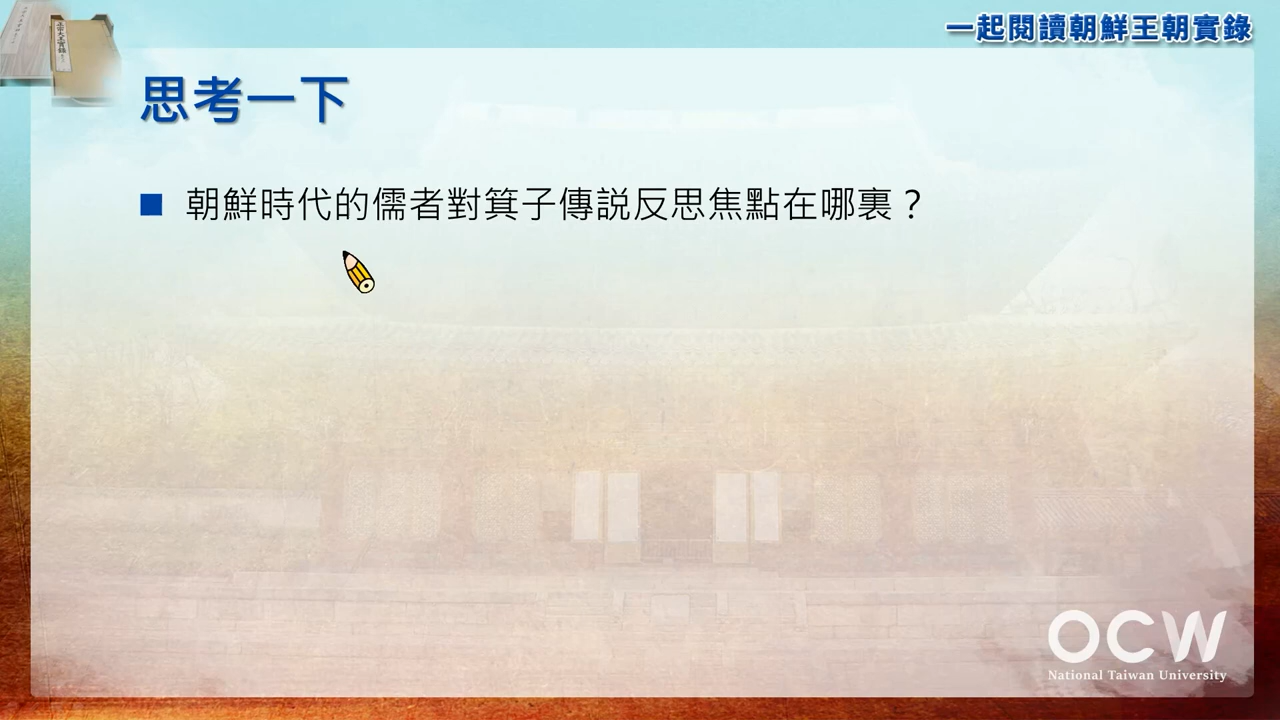 一起閱讀朝鮮王朝實錄
思考一下
朝鮮時代的儒者對箕子傳説反思焦點在哪裏？
OCW
National Taiwan University